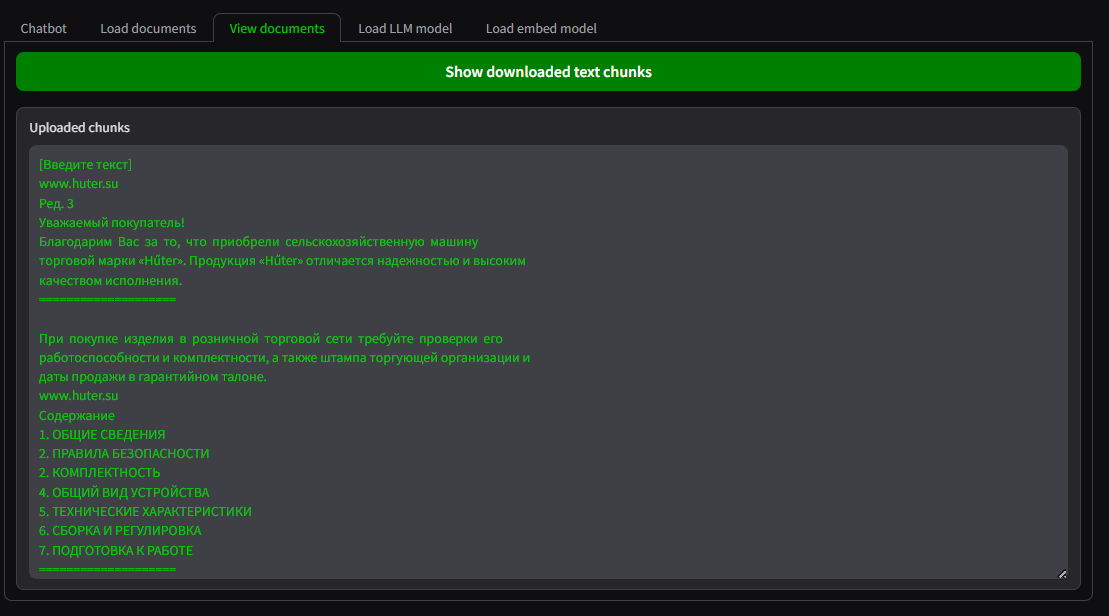 Chatbot Load documents View documents Load LLM model Load embed model
Show downloaded text chunks
Uploaded chunks
[Введите текст]
www.huter.su
Ред. 3
Уважаемый покупатель!
Благодарим Вас за то, что приобрели сельскохозяйственную машину
торговой марки «Hűter». Продукция «Hűter» отличается надежностью и высоким
качеством исполнения.
====================
При покупке изделия в розничной торговой сети требуйте проверки его
работоспособности и комплектности, а также штампа торгующей организации и
даты продажи в гарантийном талоне.
www.huter.su
Содержание
1. ОБЩИЕ СВЕДЕНИЯ
2. ПРАВИЛА БЕЗОПАСНОСТИ
2. КОМПЛЕКТНОСТЬ
4. ОБЩИЙ ВИД УСТРОЙСТВА
5. ТЕХНИЧЕСКИЕ ХАРАКТЕРИСТИКИ
6. СБОРКА И РЕГУЛИРОВКА
7. ПОДГОТОВКА К РАБОТЕ
====================